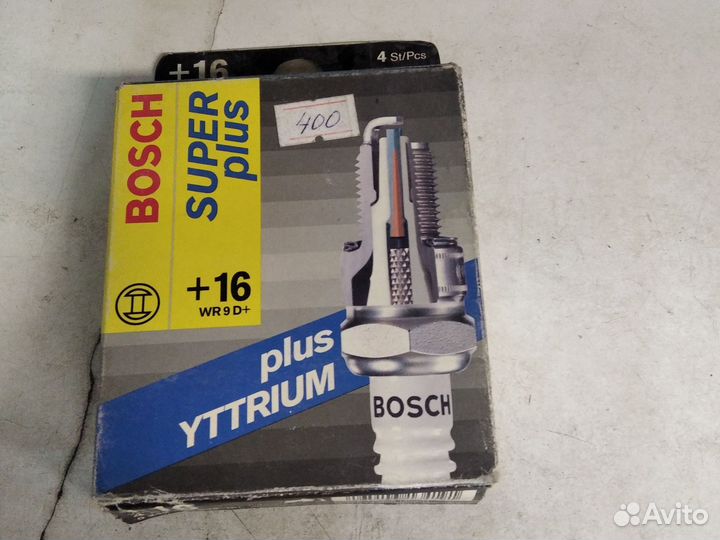 +16
4 St/Pcs
BOSCH
SUPER
plus
400
+16
WR 9 D+
plus
YTTRIUM
BOSCH
Avito